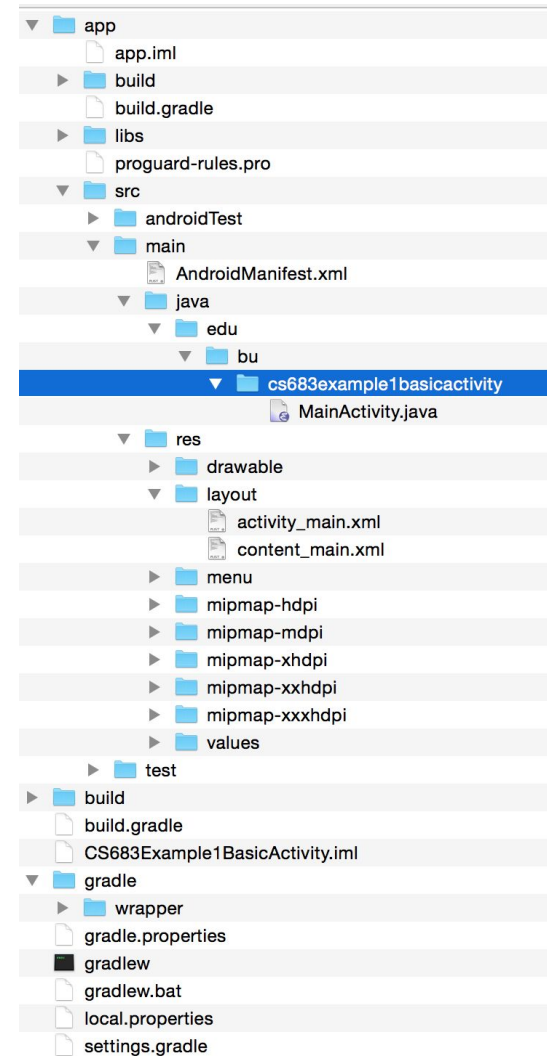 app
app.iml
build
build.gradle
libs
proguard-rules.pro
src
androidTest
main
AndroidManifest.xml
java
edu
bu
cs683example1basicactivity
MainActivity.java
res
drawable
layout
activity_main.xml
content_main.xml
menu
mipmap-hdpi
mipmap-mdpi
mipmap-xhdpi
mipmap-xxhdpi
mipmap-xxxhdpi
values
test
build
build.gradle
CS683Example1BasicActivity.iml
gradle
wrapper
gradle.properties
gradlew
gradlew.bat
local.properties
settings.gradle